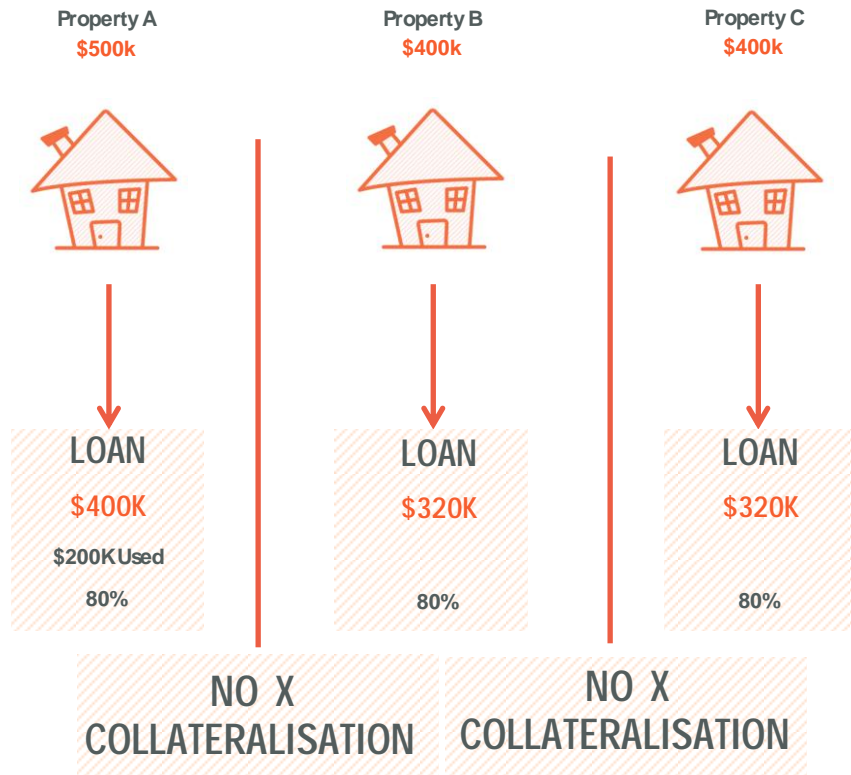 Property A
$500k
Property B
$400k
Property C
$400k
LOAN
$400K
$200K Used
80%
LOAN
$320K
80%
LOAN
$320K
80%
NO X
COLLATERALISATION
NO X
COLLATERALISATION